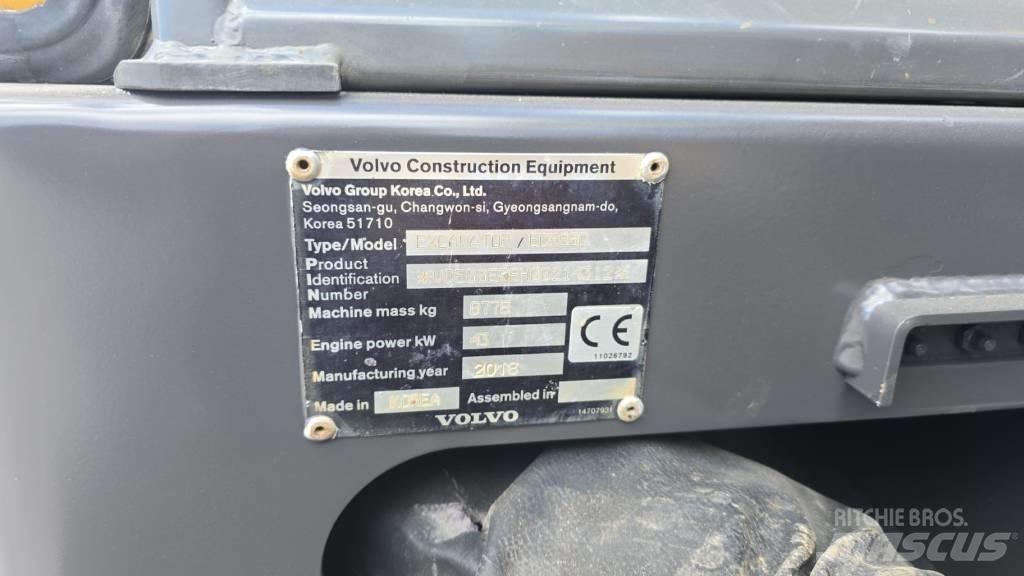 Volvo Construction Equipment
Volvo Group Korea Co., Ltd.
Seongsan-gu, Changwon-si, Gyeongsangnam-do,
Korea 51710
Type/Model EXCAVATOR /
Product
Identification
Number
Machine mass kg
Engine power kW
Manufacturing year 2018
Made in KOREA Assembled in
CE
11026792
VOLVO
RITCHIE BROS.
MASCUS